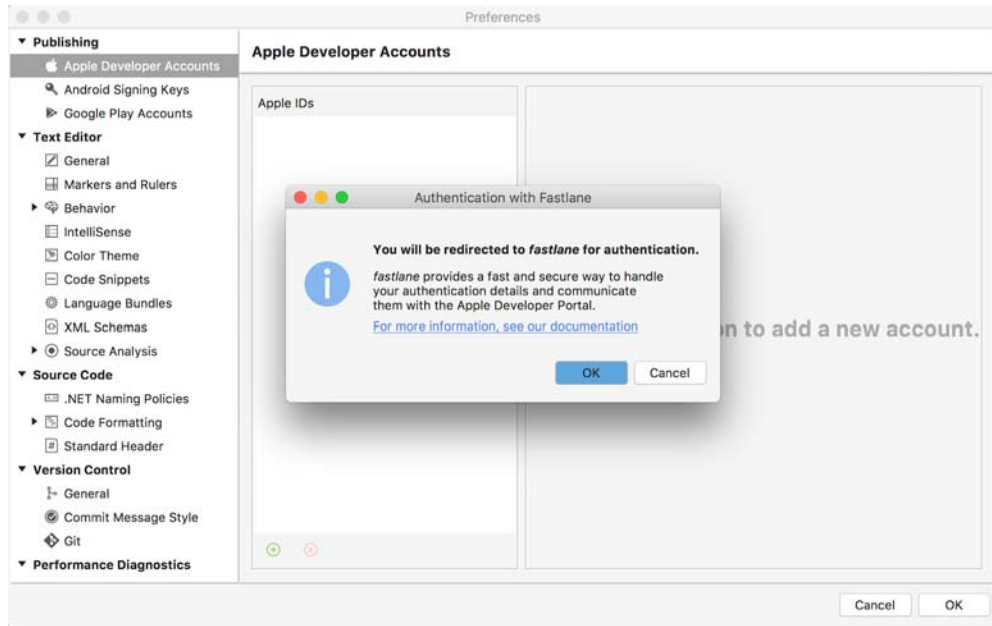 Preferences
Publishing
Apple Developer Accounts
Android Signing Keys
Google Play Accounts
Text Editor
General
Markers and Rulers
Behavior
IntelliSense
Color Theme
Code Snippets
Language Bundles
XML Schemas
Source Analysis
Source Code
.NET Naming Policies
Code Formatting
Standard Header
Version Control
General
Commit Message Style
Git
Performance Diagnostics
Apple Developer Accounts
Apple IDs
on to add a new account.
Authentication with Fastlane
You will be redirected to fastlane for authentication.
fastlane provides a fast and secure way to handle
your authentication details and communicate
them with the Apple Developer Portal.
For more information, see our documentation
OK
Cancel
Cancel
OK